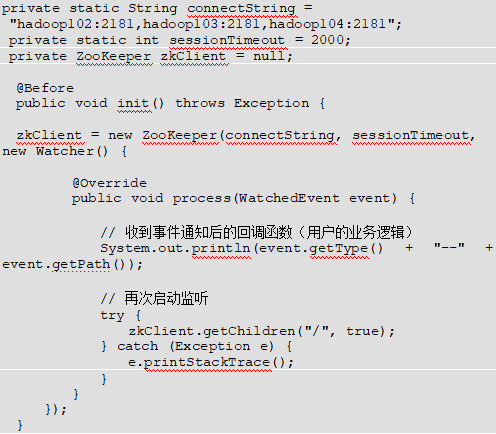 private static String connectString =
"hadoop102:2181,hadoop103:2181,hadoop104:2181";
private static int sessionTimeout = 2000;
private ZooKeeper zkClient = null;
@Before
public void init() throws Exception {
zkClient = new ZooKeeper(connectString, sessionTimeout,
new Watcher() {
@Override
public void process(WatchedEvent event) {
// 收到事件通知后的回调函数（用户的业务逻辑）
System.out.println(event.getType() + "--" +
event.getPath());
// 再次启动监听
try {
zkClient.getChildren("/", true);
} catch (Exception e) {
e.printStackTrace();
}
}
});
}